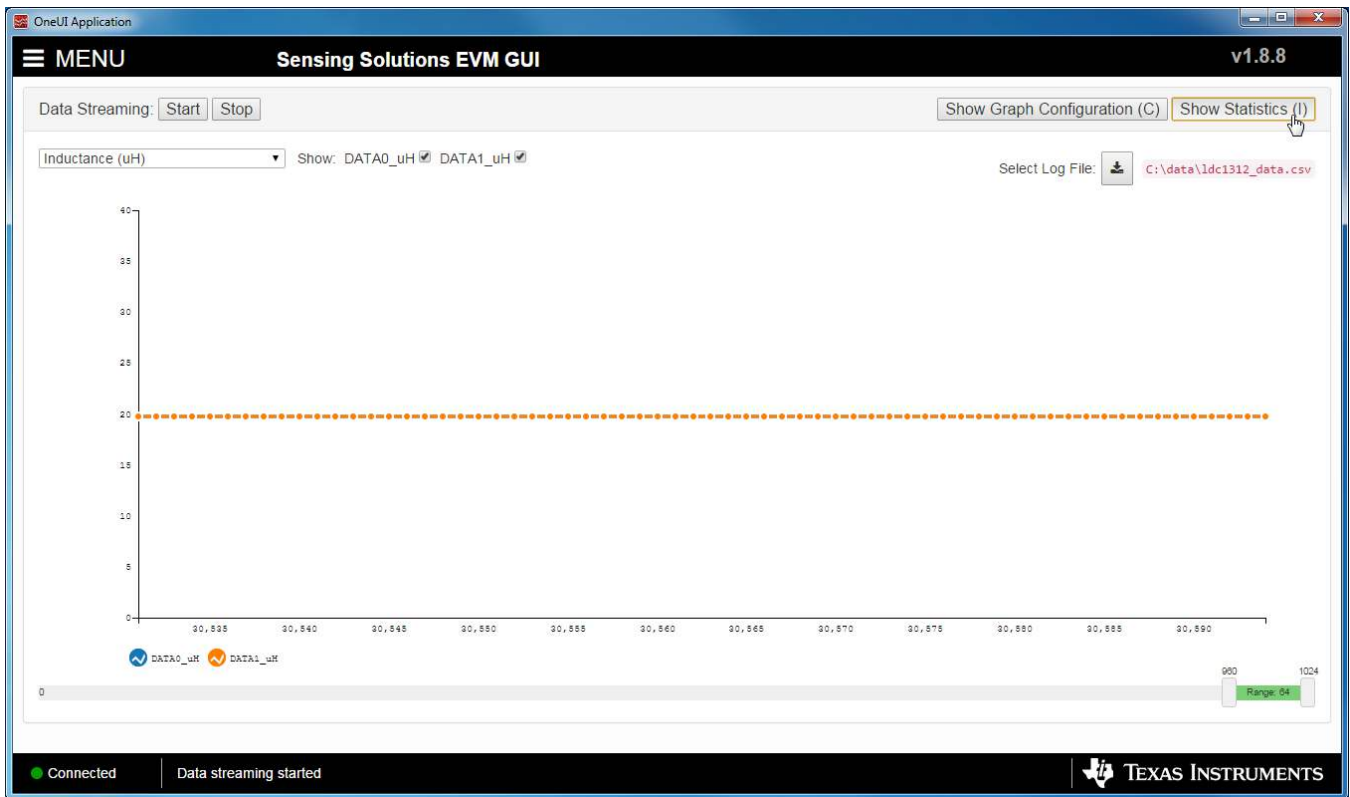 OneUI Application
MENU Sensing Solutions EVM GUI v1.8.8
Data Streaming: Start Stop Show Graph Configuration (C) Show Statistics (I)
Inductance (uH) Show: DATA0_uH DATA1_uH Select Log File: C:\data\ldc1312_data.csv
40
35
30
25
20
15
10
5
0
30,535 30,540 30,545 30,550 30,555 30,560 30,565 30,570 30,575 30,580 30,585 30,590
DATA0_uH DATA1_uH
960 1024
0 Range: 64
Connected Data streaming started TEXAS INSTRUMENTS